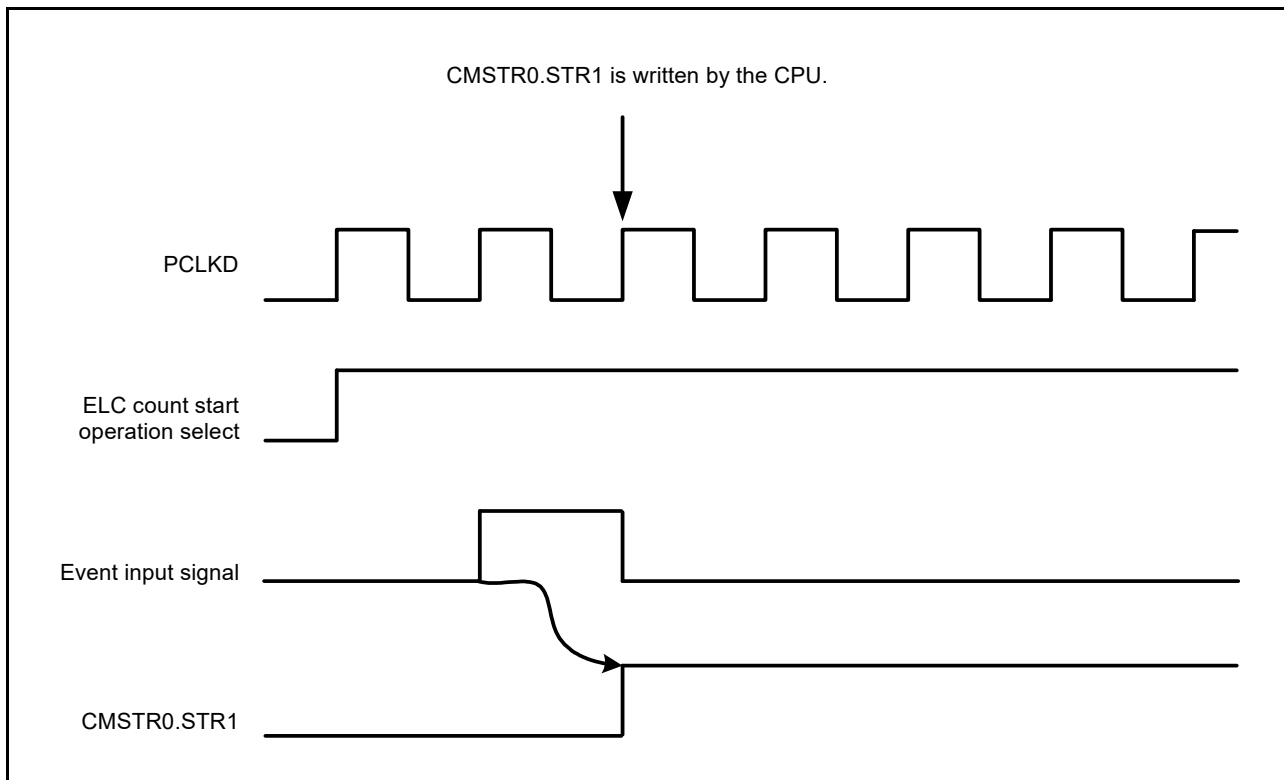 CMSTR0.STR1 is written by the CPU.
PCLKD
ELC count start
operation select
Event input signal
CMSTR0.STR1